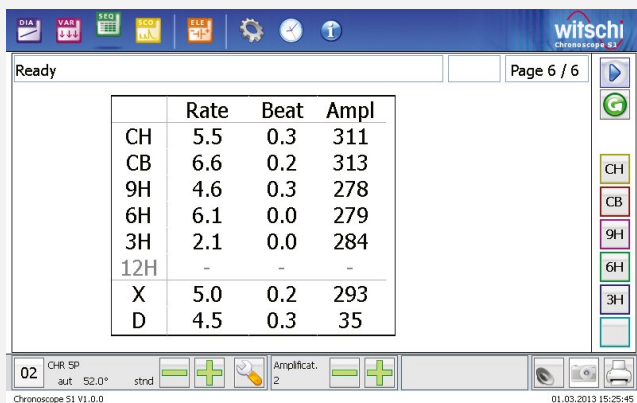 DIA VAR SEQ SCO ELE
witschi
Chronoscope S1
Ready Page 6 / 6
Rate Beat Ampl
CH 5.5 0.3 311
CB 6.6 0.2 313
9H 4.6 0.3 278
6H 6.1 0.0 279
3H 2.1 0.0 284
12H - - -
X 5.0 0.2 293
D 4.5 0.3 35
CH
CB
9H
6H
3H
02 CHR 5P
aut 52.0° stnd
Amplificat.
2
Chronoscope S1 V1.0.0 01.03.2013 15:25:45